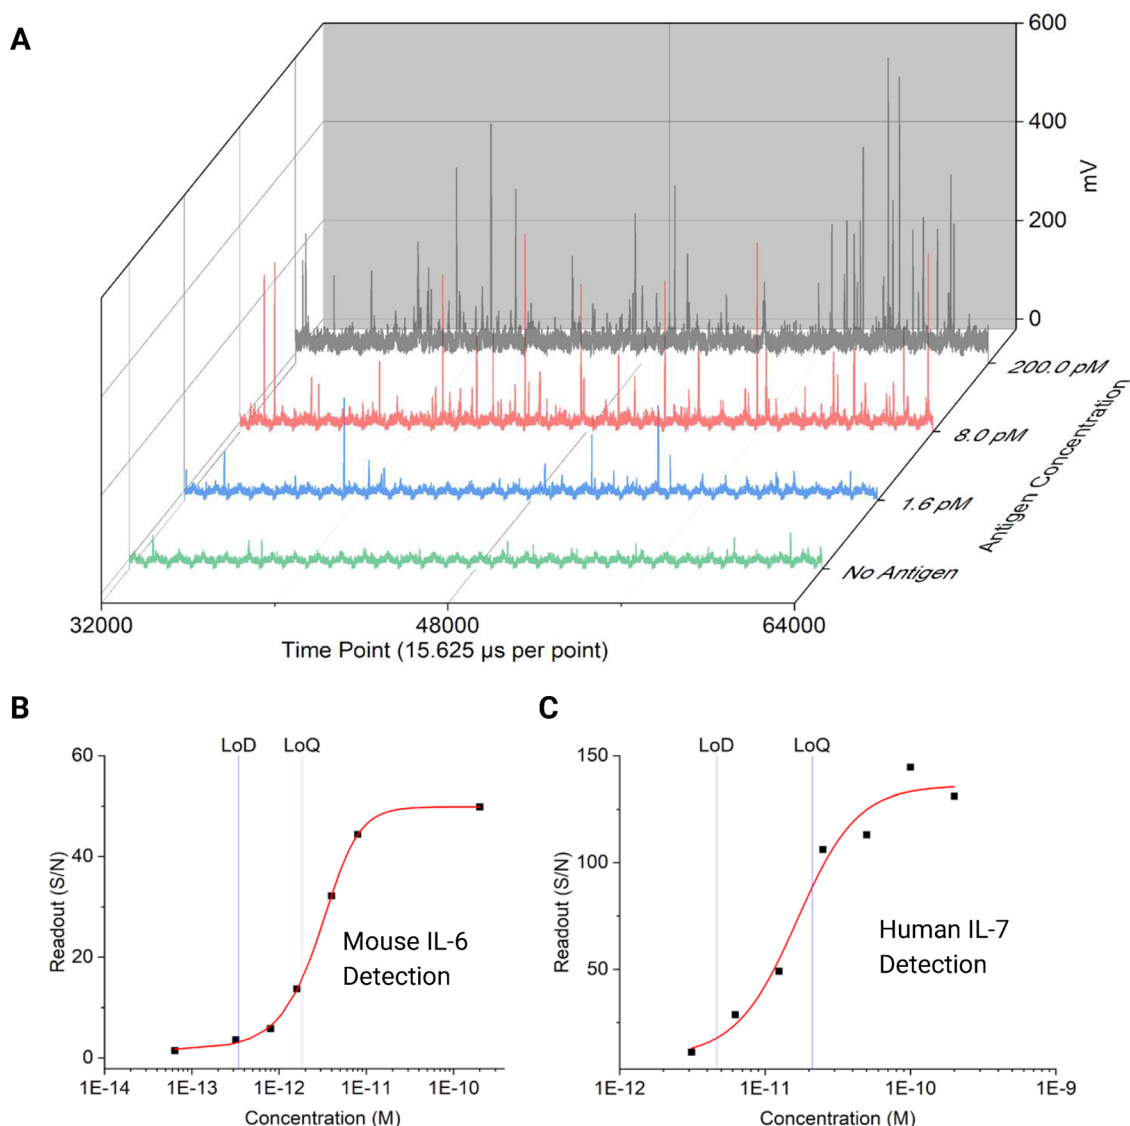 A
600
400
mV
200
0
200.0 pM
8.0 pM
1.6 pM
No Antigen
Antigen Concentration
32000
48000
64000
Time Point (15.625 µs per point)
B
LoD
LoQ
60
40
20
0
Readout (S/N)
Mouse IL-6
Detection
1E-14
1E-13
1E-12
1E-11
1E-10
Concentration (M)
C
LoD
LoQ
150
100
50
Readout (S/N)
Human IL-7
Detection
1E-12
1E-11
1E-10
1E-9
Concentration (M)